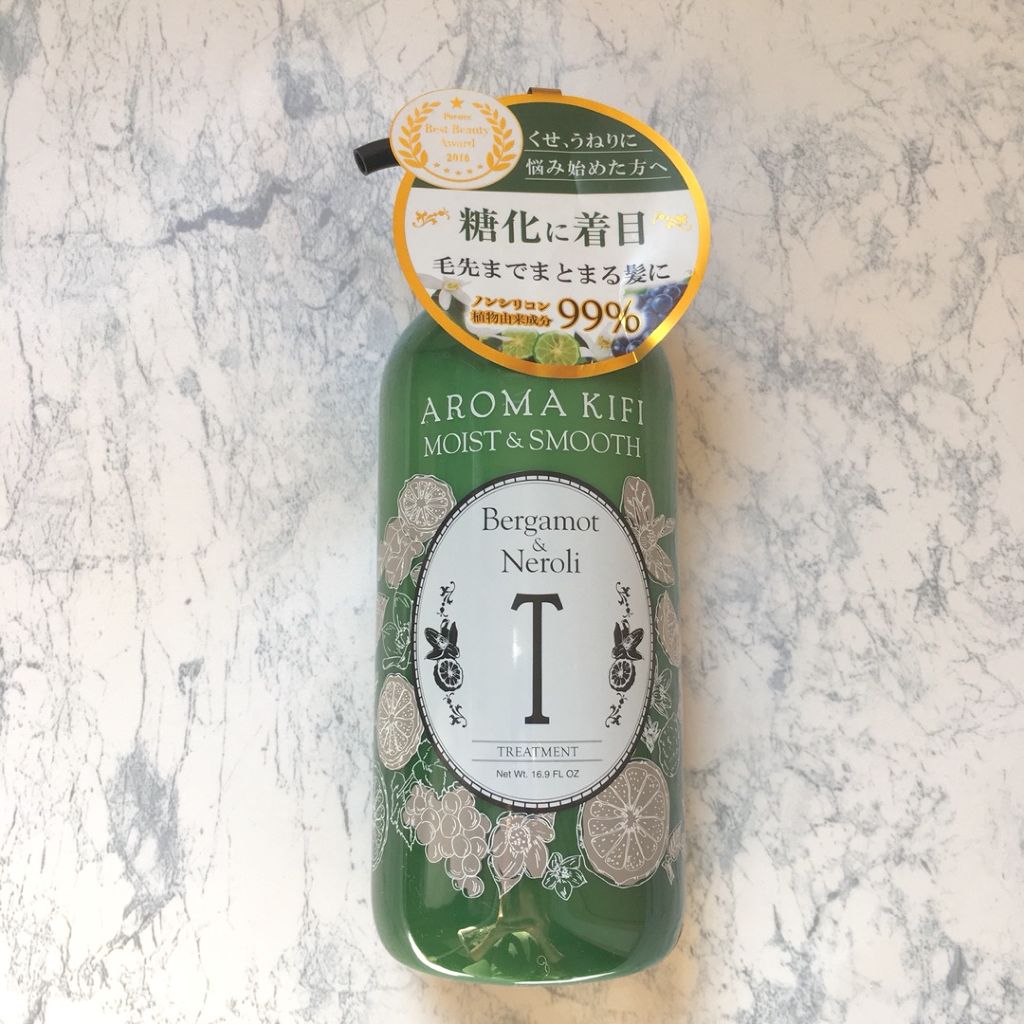 Best Beauty
Award
2018
くせ、うねりに
悩み始めた方へ
糖化に着目
毛先までまとまる髪に
ノンシリコン
植物由来成分 99%
AROMA KIFI
MOIST & SMOOTH
Bergamot
&
Neroli
T
TREATMENT
Net Wt. 16.9 FL OZ